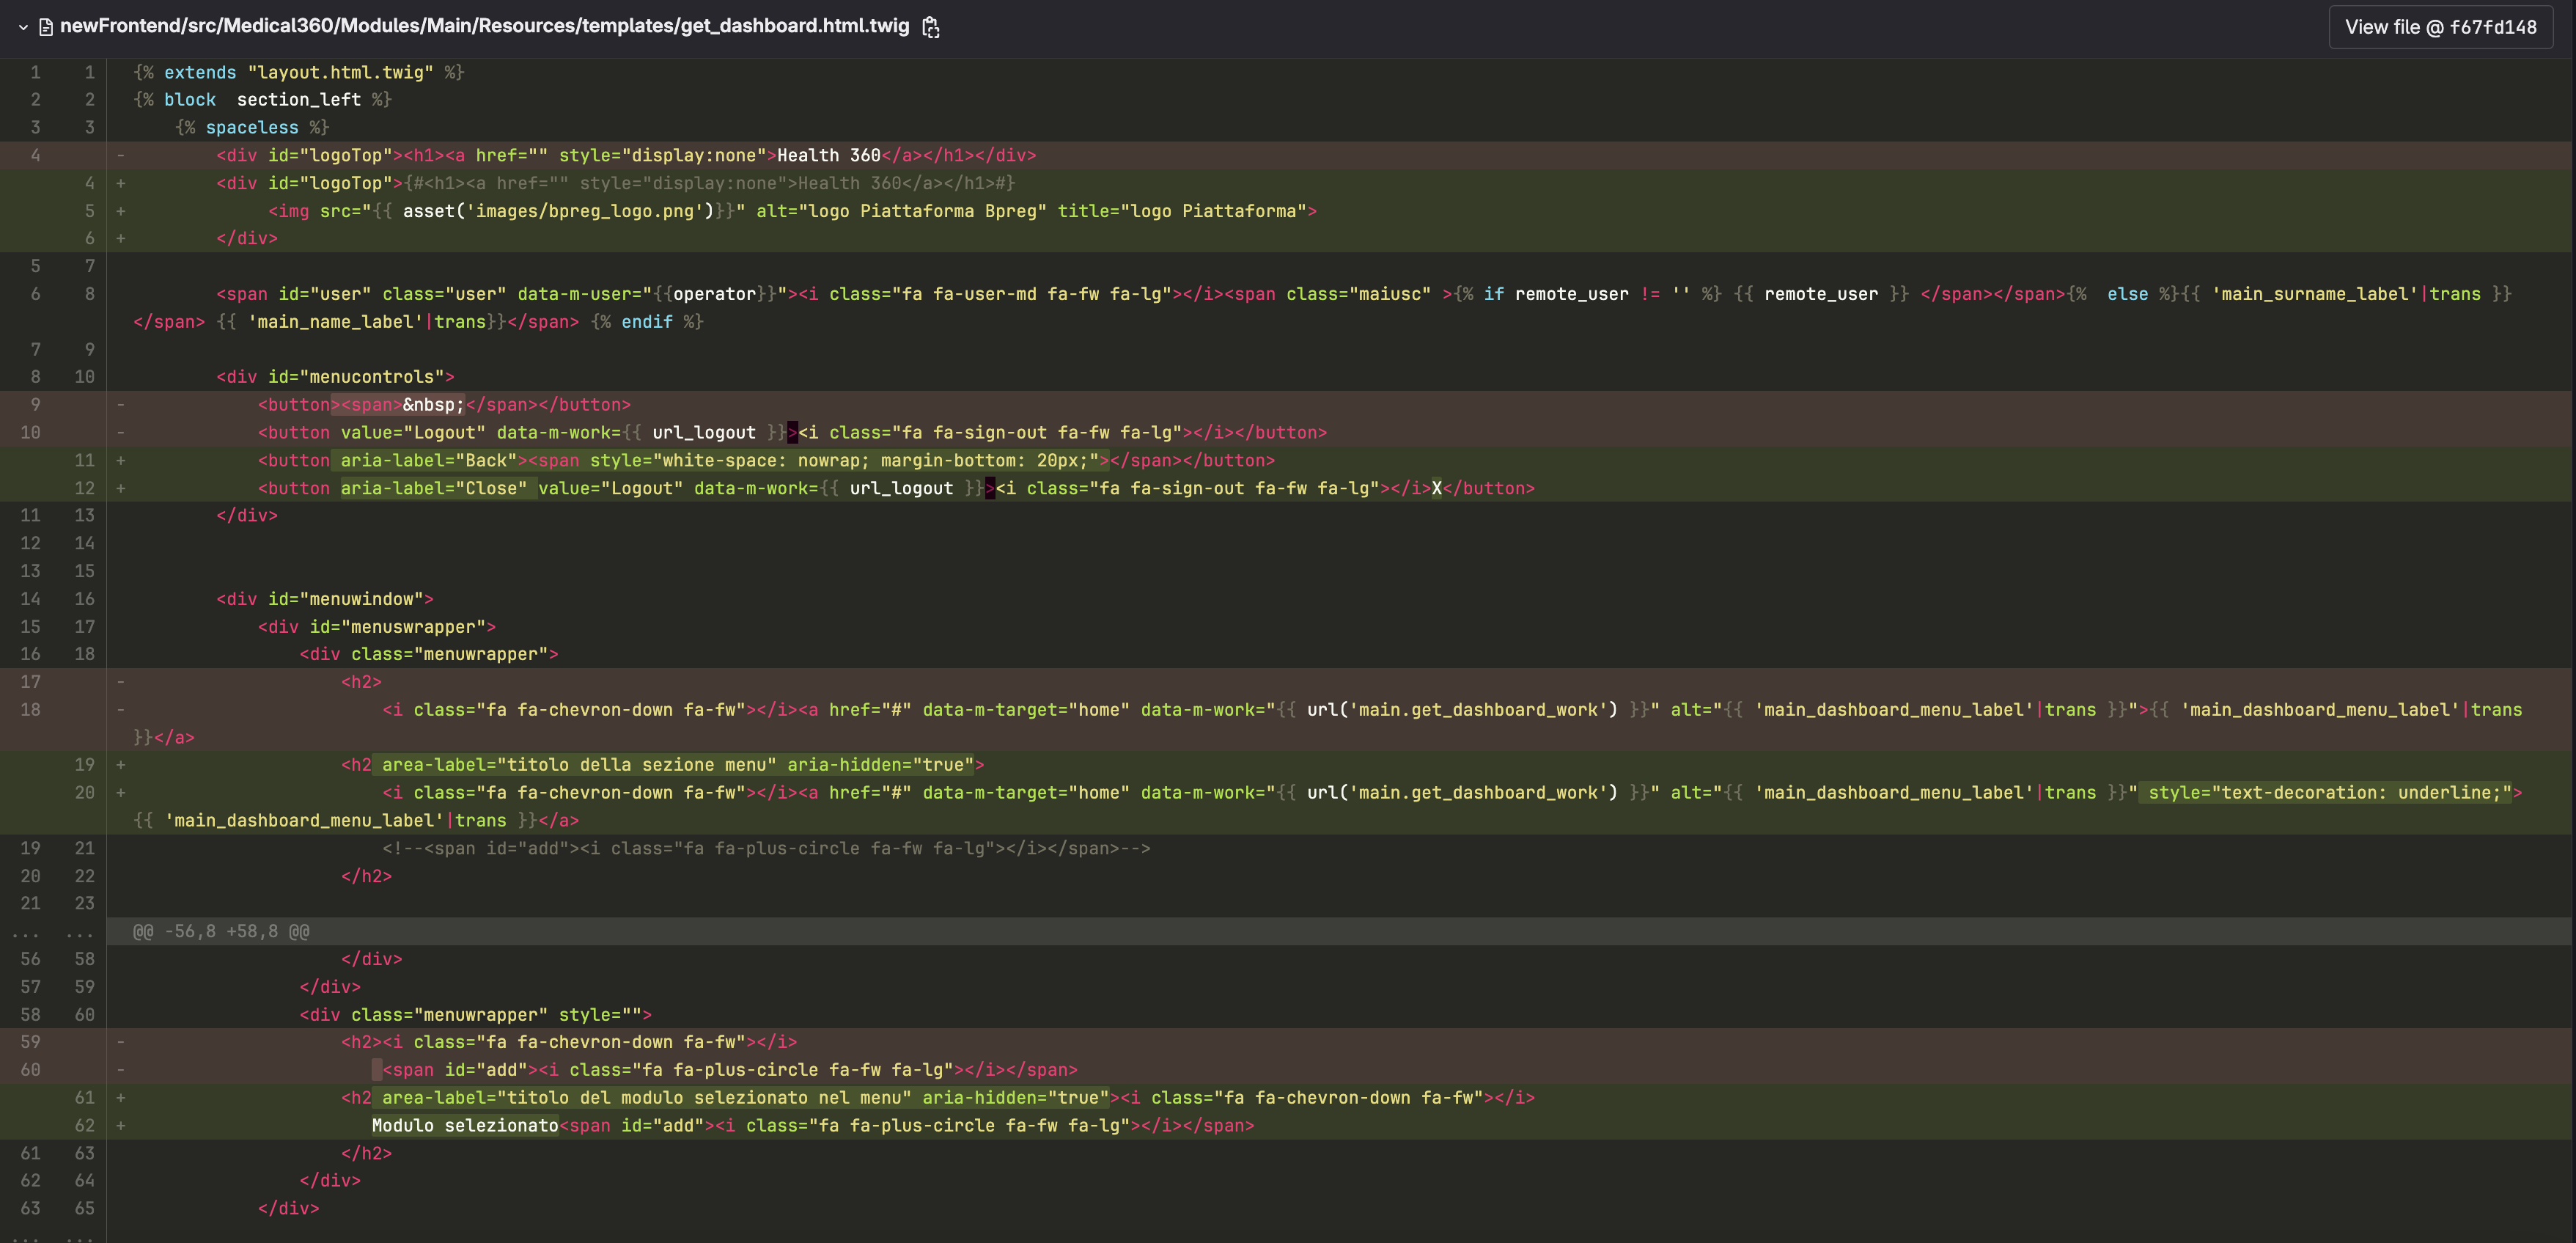 newFrontend/src/Medical360/Modules/Main/Resources/templates/get_dashboard.html.twig View file @ f67fd148
1 1 {% extends "layout.html.twig" %}
2 2 {% block  section_left %}
3 3     {% spaceless %}
4 -         <div id="logoTop"><h1><a href="" style="display:none">Health 360</a></h1></div>
4 +         <div id="logoTop">{#<h1><a href="" style="display:none">Health 360</a></h1>#}
5 +              <img src="{{ asset('images/bpreg_logo.png')}}" alt="logo Piattaforma Bpreg" title="logo Piattaforma">
6 +         </div>
5 7
6 8         <span id="user" class="user" data-m-user="{{operator}}"><i class="fa fa-user-md fa-fw fa-lg"></i><span class="maiusc" >{% if remote_user != '' %} {{ remote_user }} </span></span>{%  else %}{{ 'main_surname_label'|trans }}
</span> {{ 'main_name_label'|trans}}</span> {% endif %}
7 9
8 10         <div id="menucontrols">
9 -             <button><span>&nbsp;</span></button>
10 -             <button value="Logout" data-m-work={{ url_logout }}><i class="fa fa-sign-out fa-fw fa-lg"></i></button>
11 +             <button aria-label="Back"><span style="white-space: nowrap; margin-bottom: 20px;"></span></button>
12 +             <button aria-label="Close" value="Logout" data-m-work={{ url_logout }}><i class="fa fa-sign-out fa-fw fa-lg"></i>X</button>
11 13         </div>
12 14
13 15
14 16         <div id="menuwindow">
15 17             <div id="menuswrapper">
16 18                 <div class="menuwrapper">
17 -                     <h2>
18 -                         <i class="fa fa-chevron-down fa-fw"></i><a href="#" data-m-target="home" data-m-work="{{ url('main.get_dashboard_work') }}" alt="{{ 'main_dashboard_menu_label'|trans }}">{{ 'main_dashboard_menu_label'|trans
}}</a>
19 +                     <h2 area-label="titolo della sezione menu" aria-hidden="true">
20 +                         <i class="fa fa-chevron-down fa-fw"></i><a href="#" data-m-target="home" data-m-work="{{ url('main.get_dashboard_work') }}" alt="{{ 'main_dashboard_menu_label'|trans }}" style="text-decoration: underline;">
{{ 'main_dashboard_menu_label'|trans }}</a>
19 21                         <!--<span id="add"><i class="fa fa-plus-circle fa-fw fa-lg"></i></span>-->
20 22                     </h2>
21 23
... ... @@ -56,8 +58,8 @@
56 58                     </div>
57 59                 </div>
58 60                 <div class="menuwrapper" style="">
59 -                     <h2><i class="fa fa-chevron-down fa-fw"></i>
60 -                         <span id="add"><i class="fa fa-plus-circle fa-fw fa-lg"></i></span>
61 +                     <h2 area-label="titolo del modulo selezionato nel menu" aria-hidden="true"><i class="fa fa-chevron-down fa-fw"></i>
62 +                        Modulo selezionato<span id="add"><i class="fa fa-plus-circle fa-fw fa-lg"></i></span>
61 63                     </h2>
62 64                 </div>
63 65             </div>
... ...